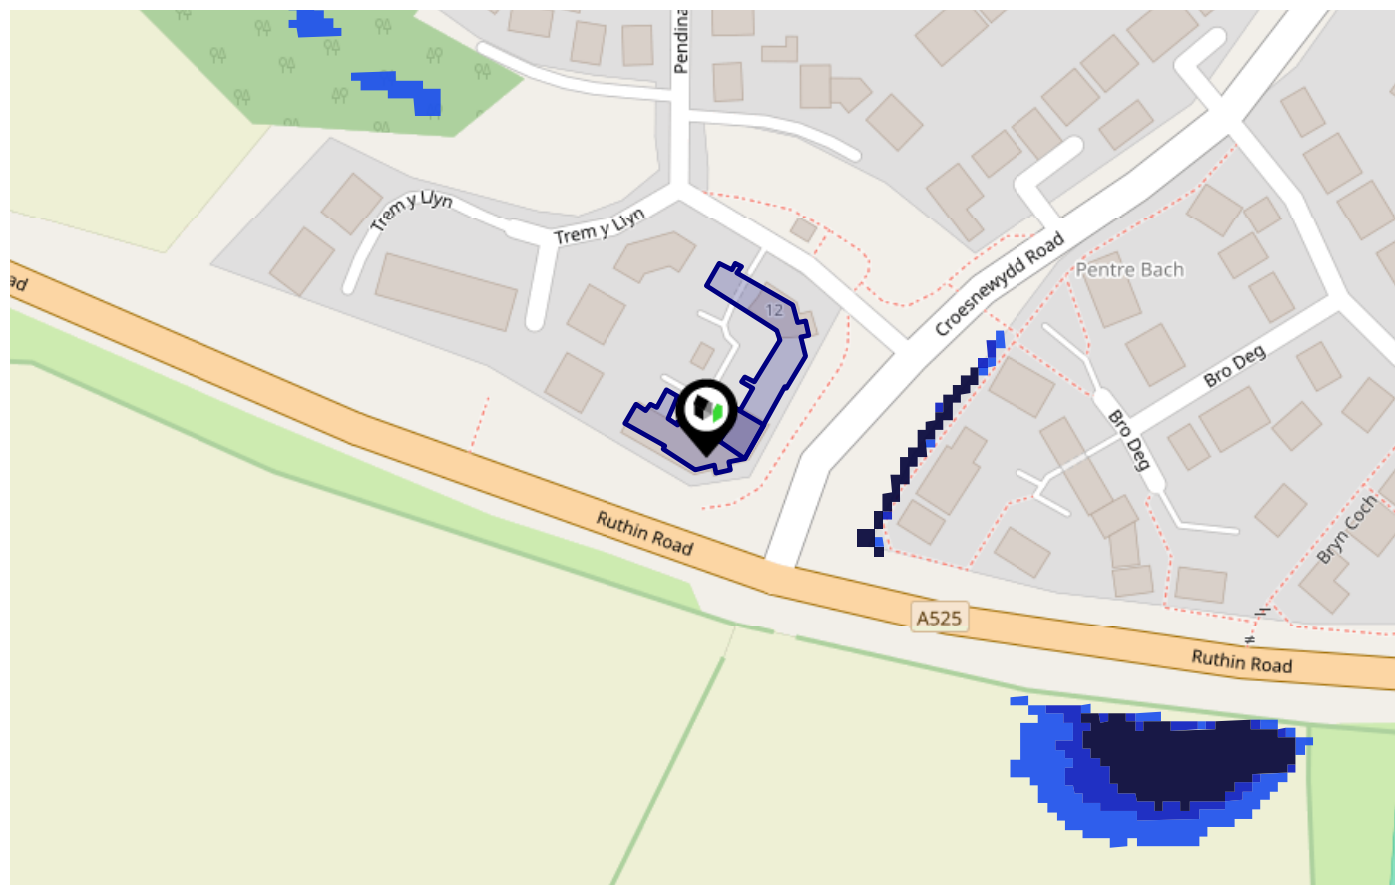 Pendina
Trem y Llyn
Trem y Llyn
12
Croesnewydd Road
Pentre Bach
ad
Bro Deg
Bro Deg
Ruthin Road
Bryn Coch
A525
Ruthin Road